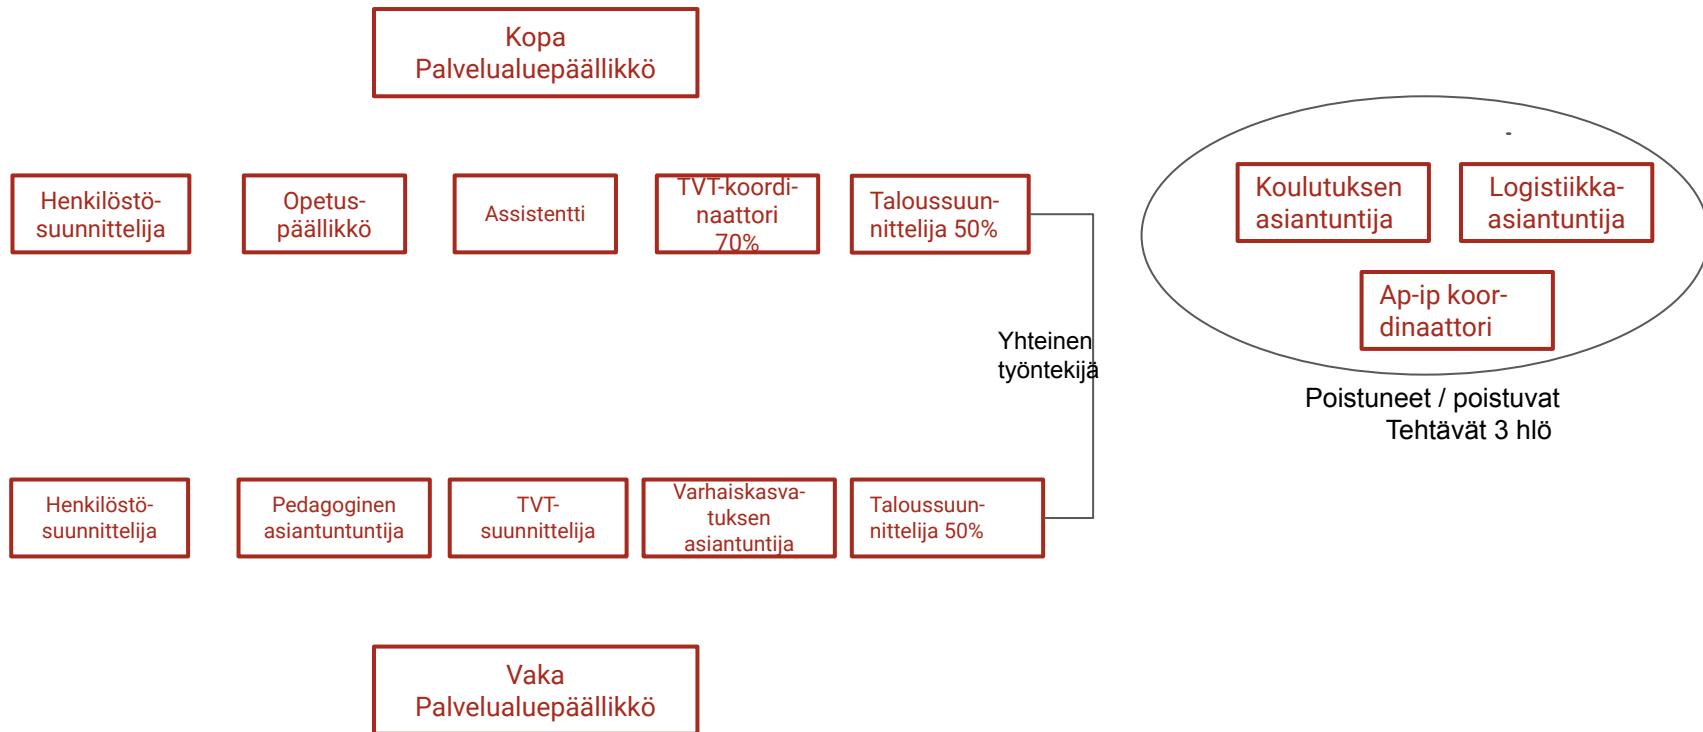 Kopa
Palvelualuepäällikkö
-
Henkilöstö-
suunnittelija
Opetus-
päällikkö
Assistentti
TVT-koordi-
naattori
70%
Taloussuun-
nittelija 50%
Koulutuksen
asiantuntija
Logistiikka-
asiantuntija
Ap-ip koor-
dinaattori
Yhteinen
työntekijä
Poistuneet / poistuvat
Tehtävät 3 hlö
Henkilöstö-
suunnittelija
Pedagoginen
asiantuntuntija
TVT-
suunnittelija
Varhaiskasva-
tuksen
asiantuntija
Taloussuun-
nittelija 50%
Vaka
Palvelualuepäällikkö